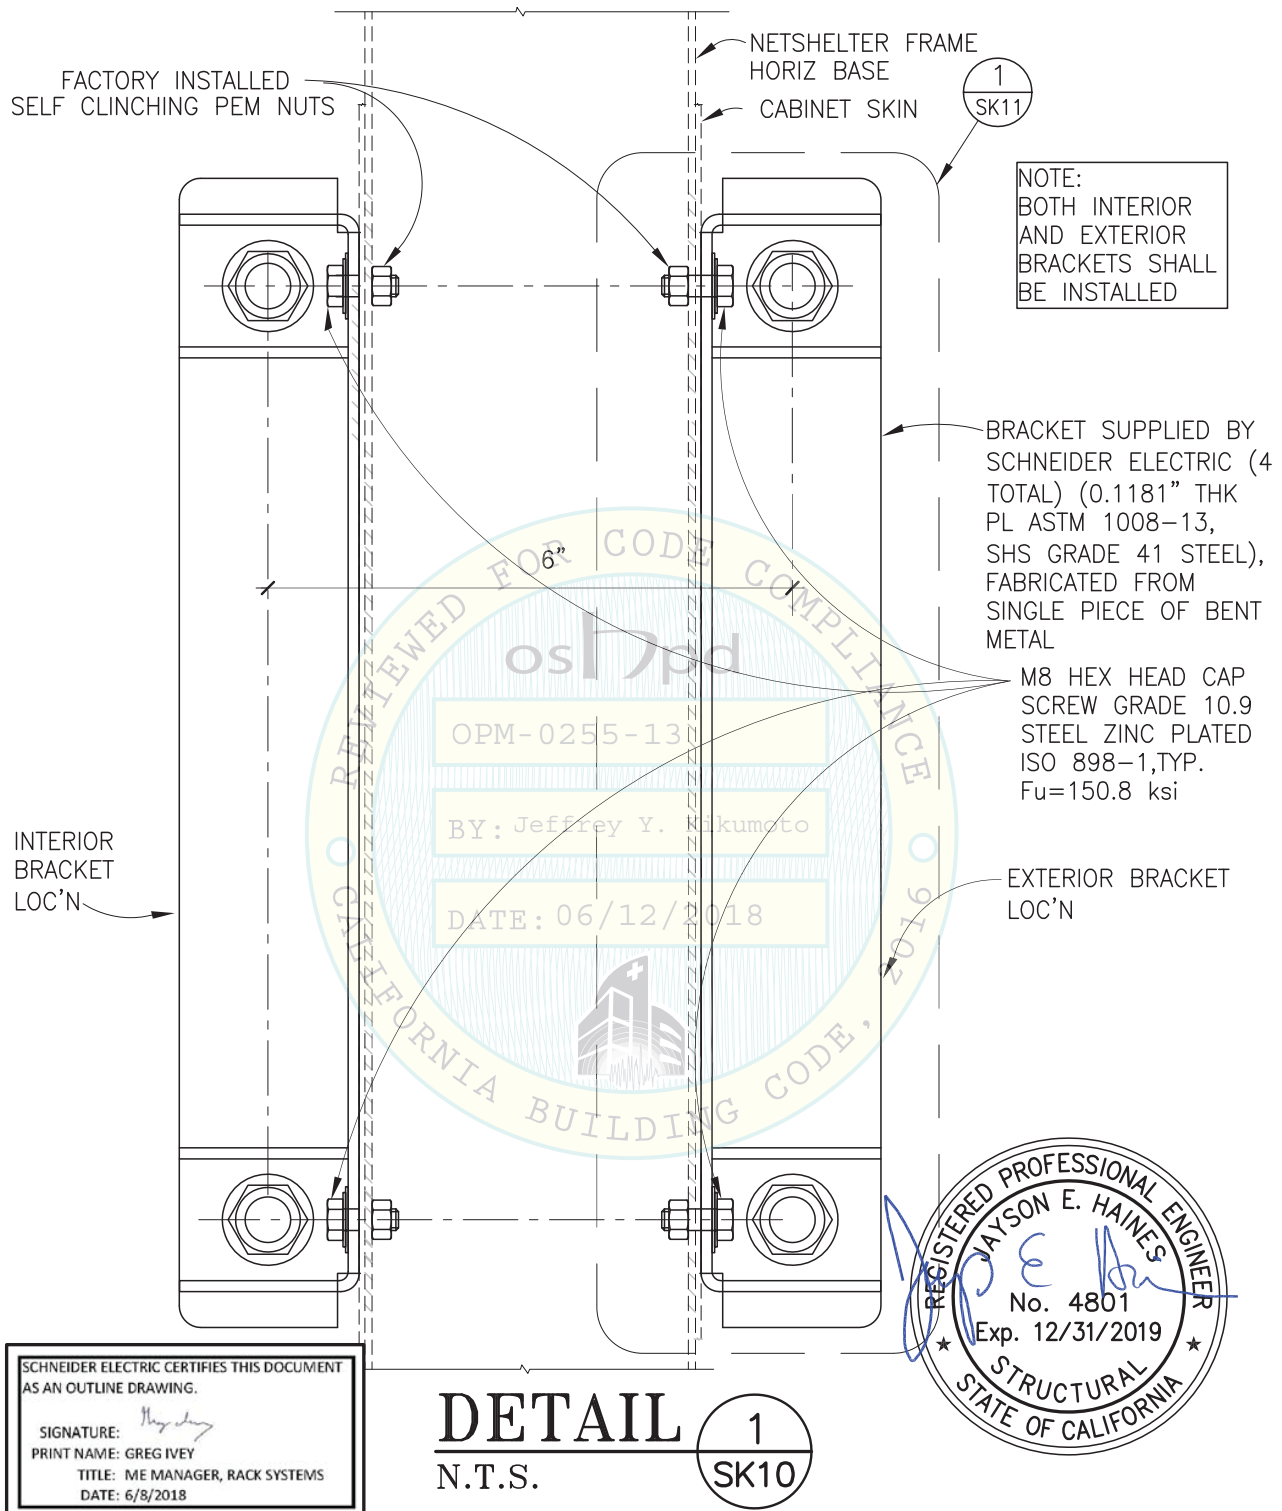 NETSHELTER FRAME
HORIZ BASE
1
SK11
FACTORY INSTALLED
SELF CLINCHING PEM NUTS
CABINET SKIN
NOTE:
BOTH INTERIOR
AND EXTERIOR
BRACKETS SHALL
BE INSTALLED
BRACKET SUPPLIED BY
SCHNEIDER ELECTRIC (4
TOTAL) (0.1181" THK
PL ASTM 1008-13,
SHS GRADE 41 STEEL),
FABRICATED FROM
SINGLE PIECE OF BENT
METAL
6"
M8 HEX HEAD CAP
SCREW GRADE 10.9
STEEL ZINC PLATED
ISO 898-1,TYP.
Fu=150.8 ksi
REVIEWED FOR CODE COMPLIANCE
oshpd
OPM-0255-13
BY: Jeffrey Y. Kikumoto
DATE: 06/12/2018
CALIFORNIA BUILDING CODE, 2016
INTERIOR
BRACKET
LOC'N
EXTERIOR BRACKET
LOC'N
REGISTERED PROFESSIONAL ENGINEER
JAYSON E. HAINES
No. 4801
Exp. 12/31/2019
STRUCTURAL
STATE OF CALIFORNIA
SCHNEIDER ELECTRIC CERTIFIES THIS DOCUMENT
AS AN OUTLINE DRAWING.
SIGNATURE:
PRINT NAME: GREG IVEY
TITLE: ME MANAGER, RACK SYSTEMS
DATE: 6/8/2018
DETAIL
N.T.S.
1
SK10